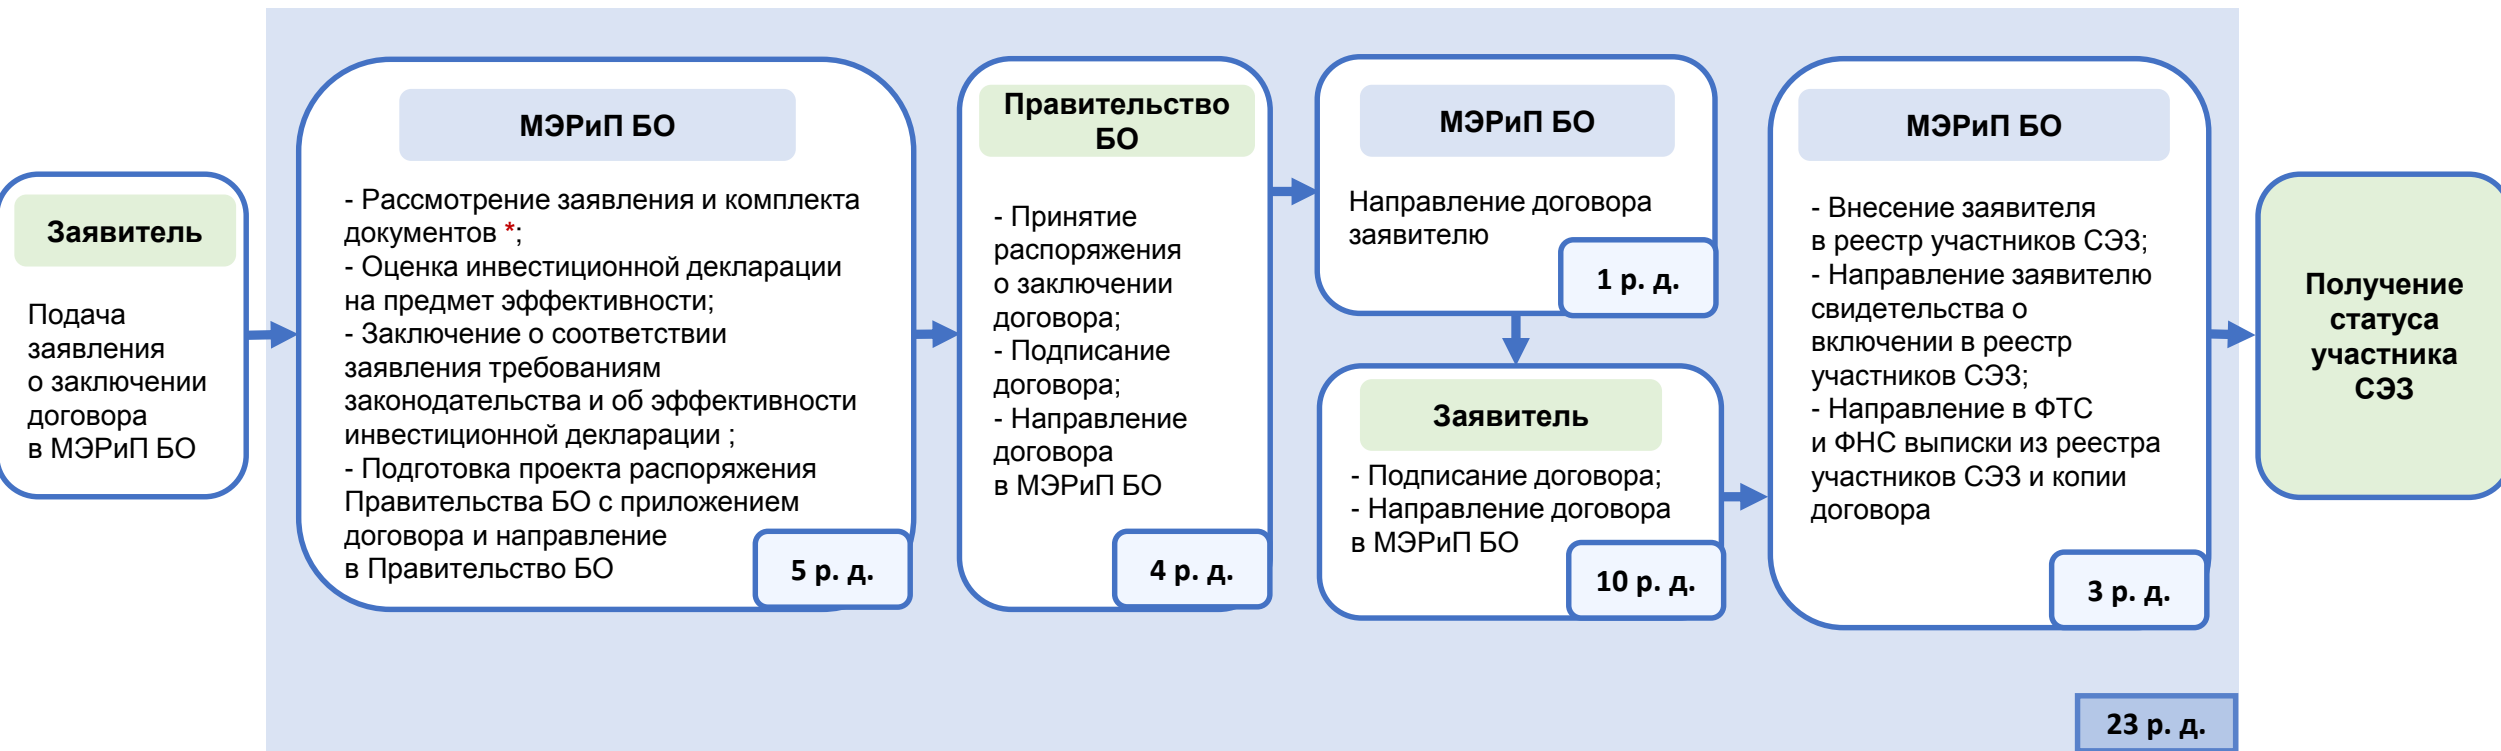 Заявитель
Подача
заявления
о заключении
договора
в МЭРиП БО
МЭРиП БО
- Рассмотрение заявления и комплекта
документов *;
- Оценка инвестиционной декларации
на предмет эффективности;
- Заключение о соответствии
заявления требованиям
законодательства и об эффективности
инвестиционной декларации ;
- Подготовка проекта распоряжения
Правительства БО с приложением
договора и направление
в Правительство БО
5 р. д.
Правительство
БО
- Принятие
распоряжения
о заключении
договора;
- Подписание
договора;
- Направление
договора
в МЭРиП БО
4 р. д.
МЭРиП БО
Направление договора
заявителю
1 р. д.
Заявитель
- Подписание договора;
- Направление договора
в МЭРиП БО
10 р. д.
МЭРиП БО
- Внесение заявителя
в реестр участников СЭЗ;
- Направление заявителю
свидетельства о
включении в реестр
участников СЭЗ;
- Направление в ФТС
и ФНС выписки из реестра
участников СЭЗ и копии
договора
3 р. д.
Получение
статуса
участника
СЭЗ
23 р. д.